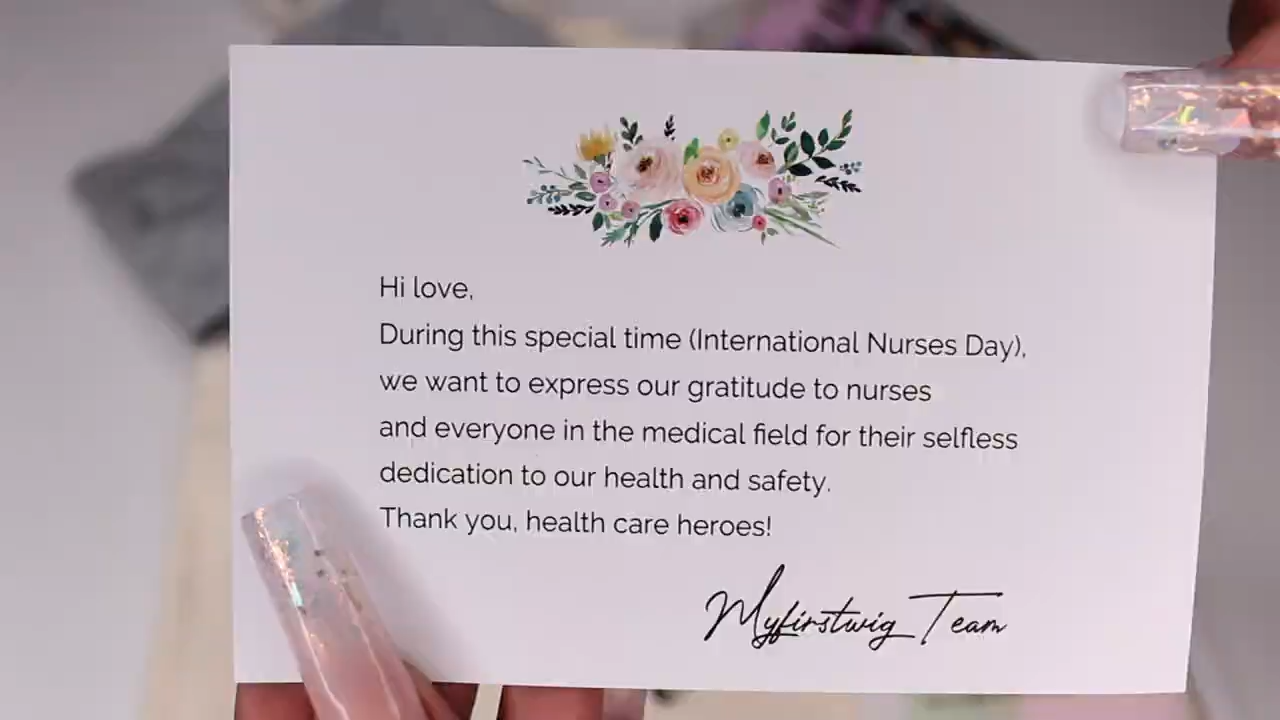 Hi love,
During this special time (International Nurses Day),
we want to express our gratitude to nurses
and everyone in the medical field for their selfless
dedication to our health and safety.
Thank you, health care heroes!
Myfirstwig Team